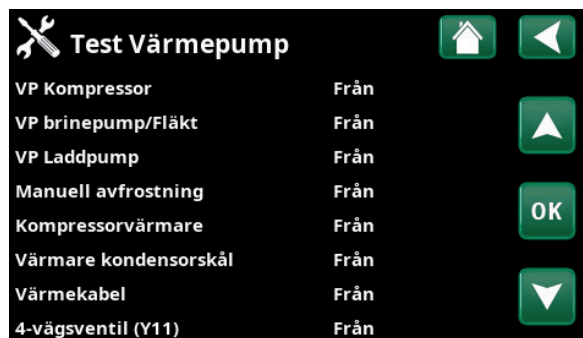 Test Värmepump
VP Kompressor Från
VP brinepump/Fläkt Från
VP Laddpump Från
Manuell avfrostning Från
Kompressorvärmare Från
OK
Värmare kondensorskål Från
Värmekabel Från
4-vägsventil (Y11) Från